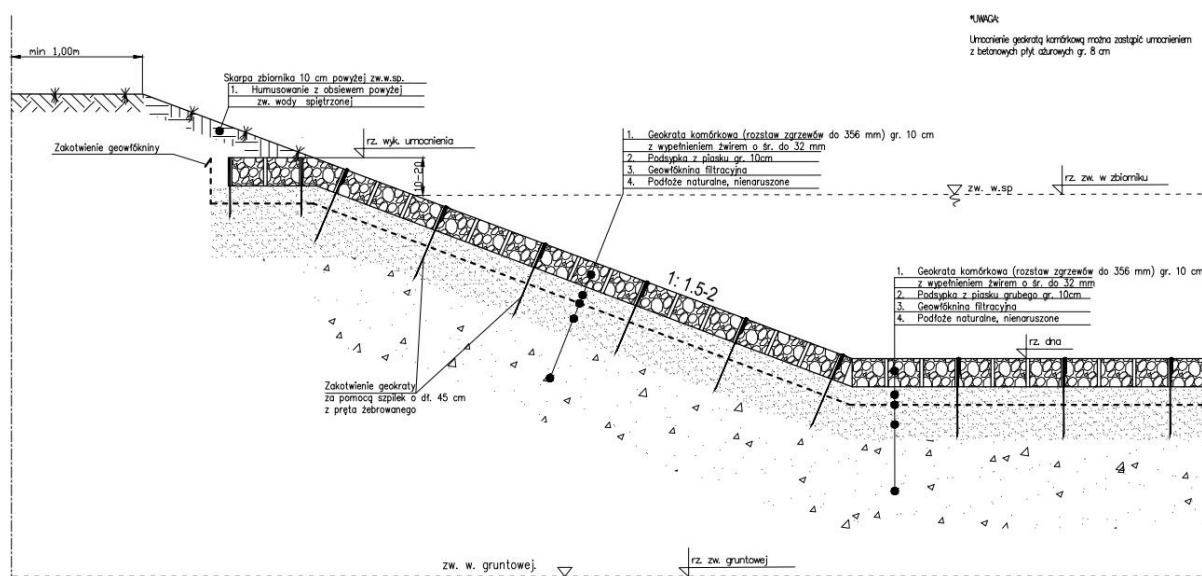 *UWAGA:
Umocnienie geokratą komórkową można zastąpić umocnieniem
z betonowych płyt ażurowych gr. 8 cm
min 1,00m
Skarpa zbiornika 10 cm powyżej zw.w.sp.
1. Humusowanie z obsiewem powyżej
zw. wody spiętrzonej
Zakotwienie geowłókniny
rz. wyk. umocnienia
10-20
1. Geokrata komórkowa (rozstaw zgrzewów do 356 mm) gr. 10 cm
z wypełnieniem żwirem o śr. do 32 mm
2. Podsypka z piasku gr. 10cm
3. Geowłóknina filtracyjna
4. Podłoże naturalne, nienaruszone
zw. w.sp
rz. zw. w zbiorniku
1: 1.5-2
1. Geokrata komórkowa (rozstaw zgrzewów do 356 mm) gr. 10 cm
z wypełnieniem żwirem o śr. do 32 mm
2. Podsypka z piasku grubego gr. 10cm
3. Geowłóknina filtracyjna
4. Podłoże naturalne, nienaruszone
rz. dna
Zakotwienie geokraty
za pomocą szpilek o dł. 45 cm
z pręta żebrowanego
zw. w. gruntowej.
rz. zw. gruntowej